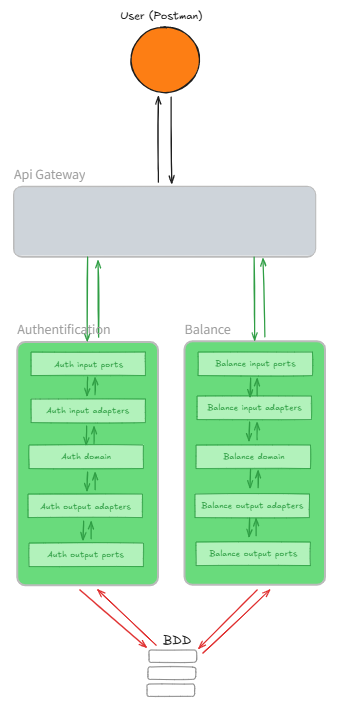 User (Postman)
Api Gateway
Authentification
Balance
Auth input ports
Auth input adapters
Auth domain
Auth output adapters
Auth output ports
Balance input ports
Balance input adapters
Balance domain
Balance output adapters
Balance output ports
BDD